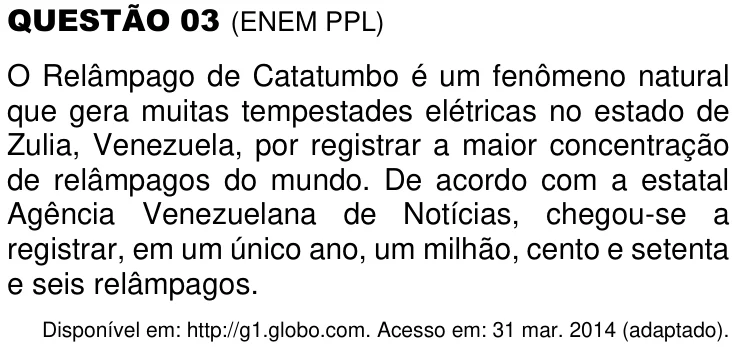 QUESTÃO 03 (ENEM PPL)
O Relâmpago de Catatumbo é um fenômeno natural
que gera muitas tempestades elétricas no estado de
Zulia, Venezuela, por registrar a maior concentração
de relâmpagos do mundo. De acordo com a estatal
Agência Venezuelana de Notícias, chegou-se a
registrar, em um único ano, um milhão, cento e setenta
e seis relâmpagos.
Disponível em: http://g1.globo.com. Acesso em: 31 mar. 2014 (adaptado).